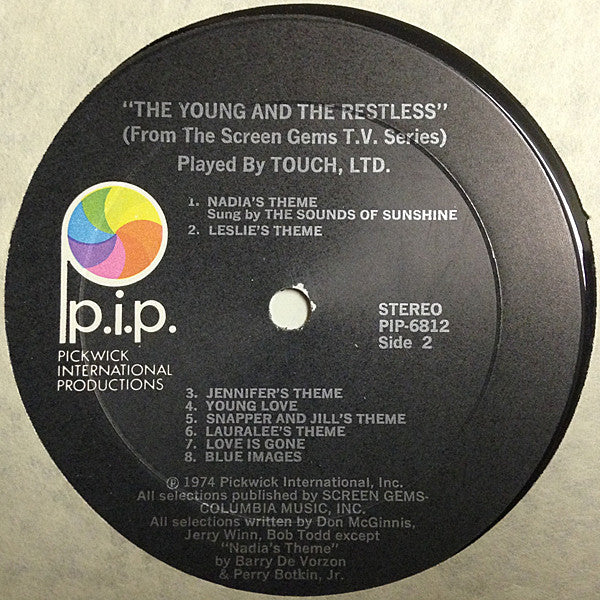 "THE YOUNG AND THE RESTLESS"
(From The Screen Gems T.V. Series)
Played By TOUCH, LTD.
1. NADIA'S THEME
Sung by THE SOUNDS OF SUNSHINE
2. LESLIE'S THEME
p.i.p.
PICKWICK
INTERNATIONAL
PRODUCTIONS
STEREO
PIP-6812
Side 2
3. JENNIFER'S THEME
4. YOUNG LOVE
5. SNAPPER AND JILL'S THEME
6. LAURALEE'S THEME
7. LOVE IS GONE
8. BLUE IMAGES
℗ 1974 Pickwick International, Inc.
All selections published by SCREEN GEMS-
COLUMBIA MUSIC, INC.
All selections written by Don McGinnis,
Jerry Winn, Bob Todd except
"Nadia's Theme"
by Barry De Vorzon
& Perry Botkin, Jr.